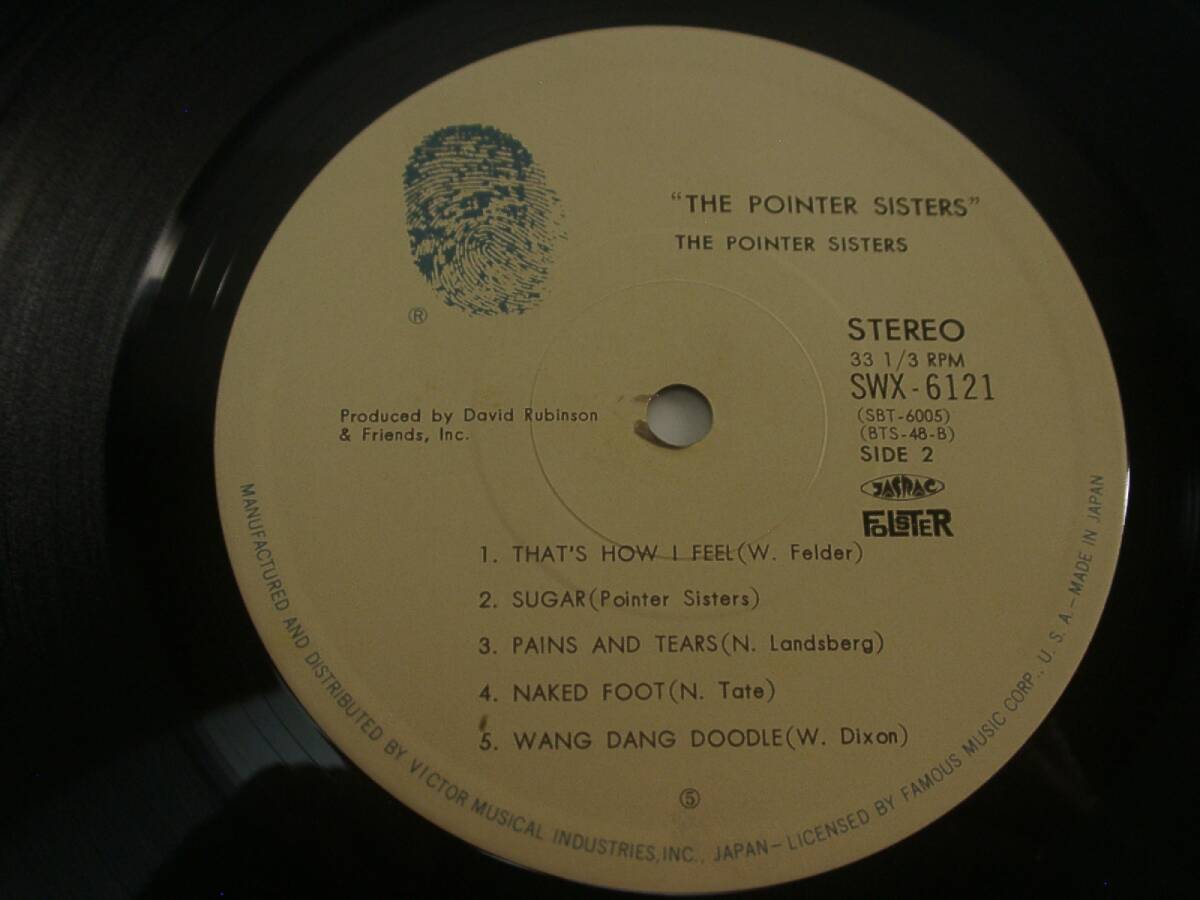 ®
"THE POINTER SISTERS"
THE POINTER SISTERS
STEREO
33 1/3 RPM
SWX-6121
(SBT-6005)
(BTS-48-B)
SIDE 2
JASRAC
FOLSTER
Produced by David Rubinson
& Friends, Inc.
1. THAT'S HOW I FEEL(W. Felder)
2. SUGAR(Pointer Sisters)
3. PAINS AND TEARS(N. Landsberg)
4. NAKED FOOT(N. Tate)
5. WANG DANG DOODLE(W. Dixon)
⑤
MANUFACTURED AND DISTRIBUTED BY VICTOR MUSICAL INDUSTRIES, INC., JAPAN-LICENSED BY FAMOUS MUSIC CORP., U. S. A.-MADE IN JAPAN